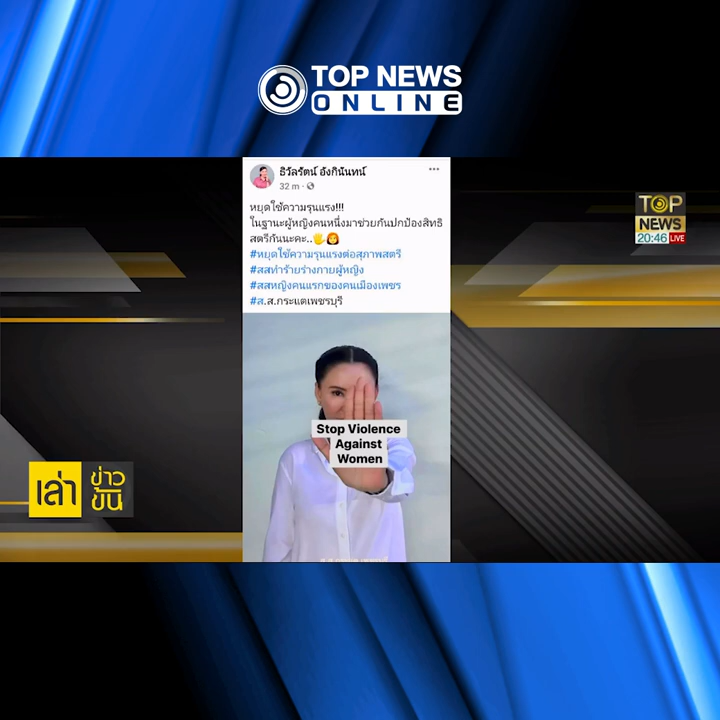 TOP NEWS
ONLINE
ธิวัลรัตน์ อังกินันทน์
32 m
หยุดใช้ความรุนแรง!!!
ในฐานะผู้หญิงคนหนึ่งมาช่วยกันปกป้องสิทธิ
สตรีกันนะคะ..🖐️🙆‍♀️
#หยุดใช้ความรุนแรงต่อสุภาพสตรี
#สสทำร้ายร่างกายผู้หญิง
#สสหญิงคนแรกของคนเมืองเพชร
#ส.ส.กระแตเพชรบุรี
TOP
NEWS
20:46 LIVE
Stop Violence
Against
Women
เล่า ข่าว
ข้น